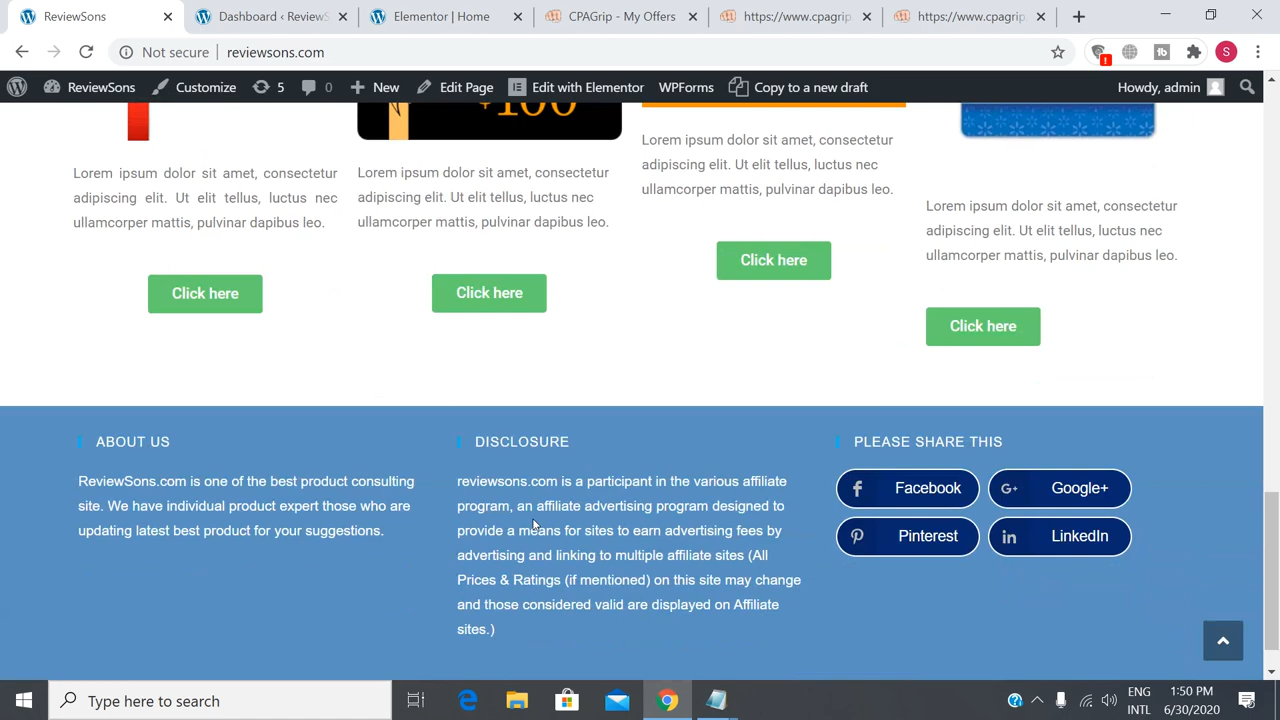 ReviewSons
Dashboard ‹ ReviewS
Elementor | Home
CPAGrip - My Offers
https://www.cpagrip
https://www.cpagrip
Not secure
reviewsons.com
S
ReviewSons
Customize
5
0
New
Edit Page
Edit with Elementor
WPForms
Copy to a new draft
Howdy, admin
Lorem ipsum dolor sit amet, consectetur
adipiscing elit. Ut elit tellus, luctus nec
ullamcorper mattis, pulvinar dapibus leo.
Click here
$100
Lorem ipsum dolor sit amet, consectetur
adipiscing elit. Ut elit tellus, luctus nec
ullamcorper mattis, pulvinar dapibus leo.
Click here
Lorem ipsum dolor sit amet, consectetur
adipiscing elit. Ut elit tellus, luctus nec
ullamcorper mattis, pulvinar dapibus leo.
Click here
Lorem ipsum dolor sit amet, consectetur
adipiscing elit. Ut elit tellus, luctus nec
ullamcorper mattis, pulvinar dapibus leo.
Click here
ABOUT US
ReviewSons.com is one of the best product consulting
site. We have individual product expert those who are
updating latest best product for your suggestions.
DISCLOSURE
reviewsons.com is a participant in the various affiliate
program, an affiliate advertising program designed to
provide a means for sites to earn advertising fees by
advertising and linking to multiple affiliate sites (All
Prices & Ratings (if mentioned) on this site may change
and those considered valid are displayed on Affiliate
sites.)
PLEASE SHARE THIS
Facebook
Google+
Pinterest
LinkedIn
Type here to search
ENG
INTL
1:50 PM
6/30/2020